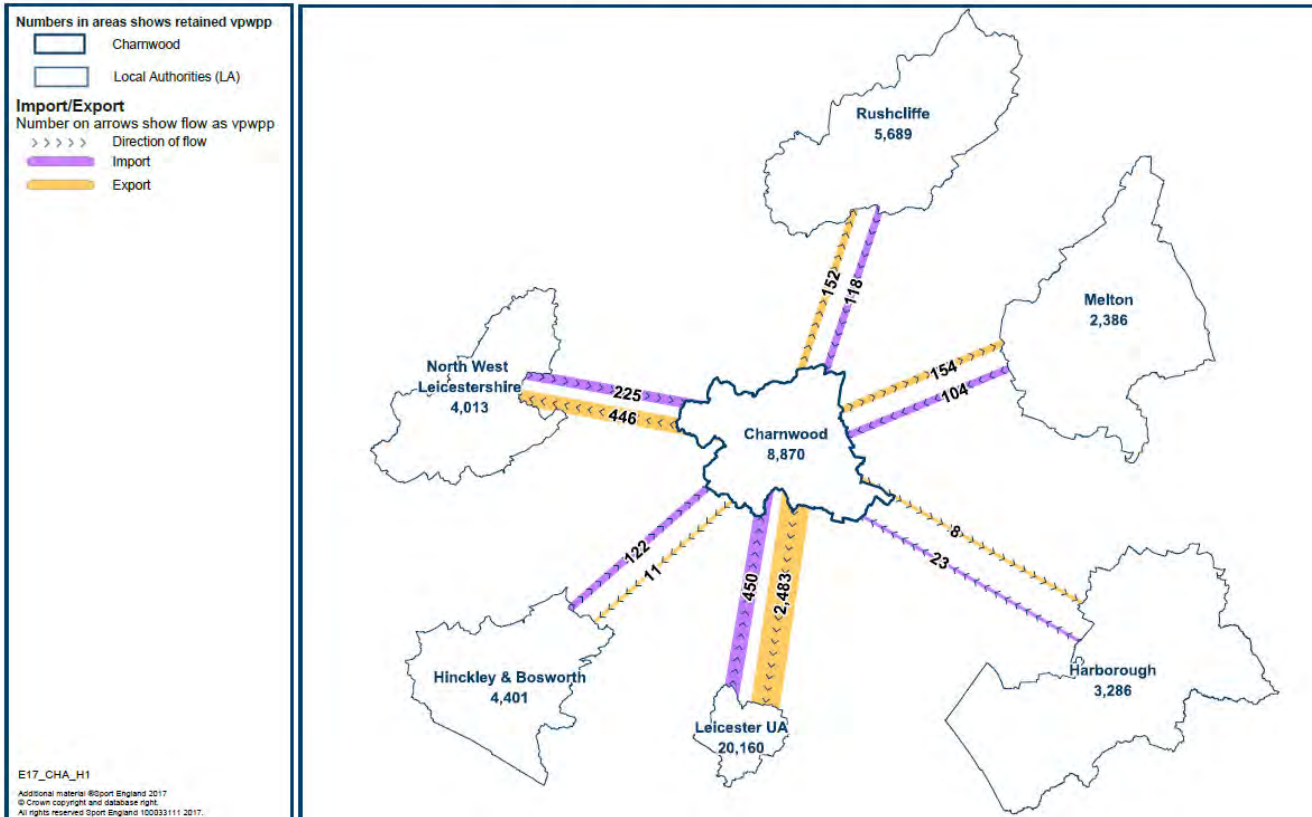 Numbers in areas shows retained vpwpp
Charnwood
Local Authorities (LA)
Import/Export
Number on arrows show flow as vpwpp
> > > > > Direction of flow
Import
Export
E17_CHA_H1
Additional material ©Sport England 2017
© Crown copyright and database right.
All rights reserved Sport England 100033111 2017.
Rushcliffe
5,689
152
118
Melton
2,386
154
104
North West
Leicestershire
4,013
225
446
Charnwood
8,870
122
11
450
2,483
8
23
Hinckley & Bosworth
4,401
Leicester UA
20,160
Harborough
3,286